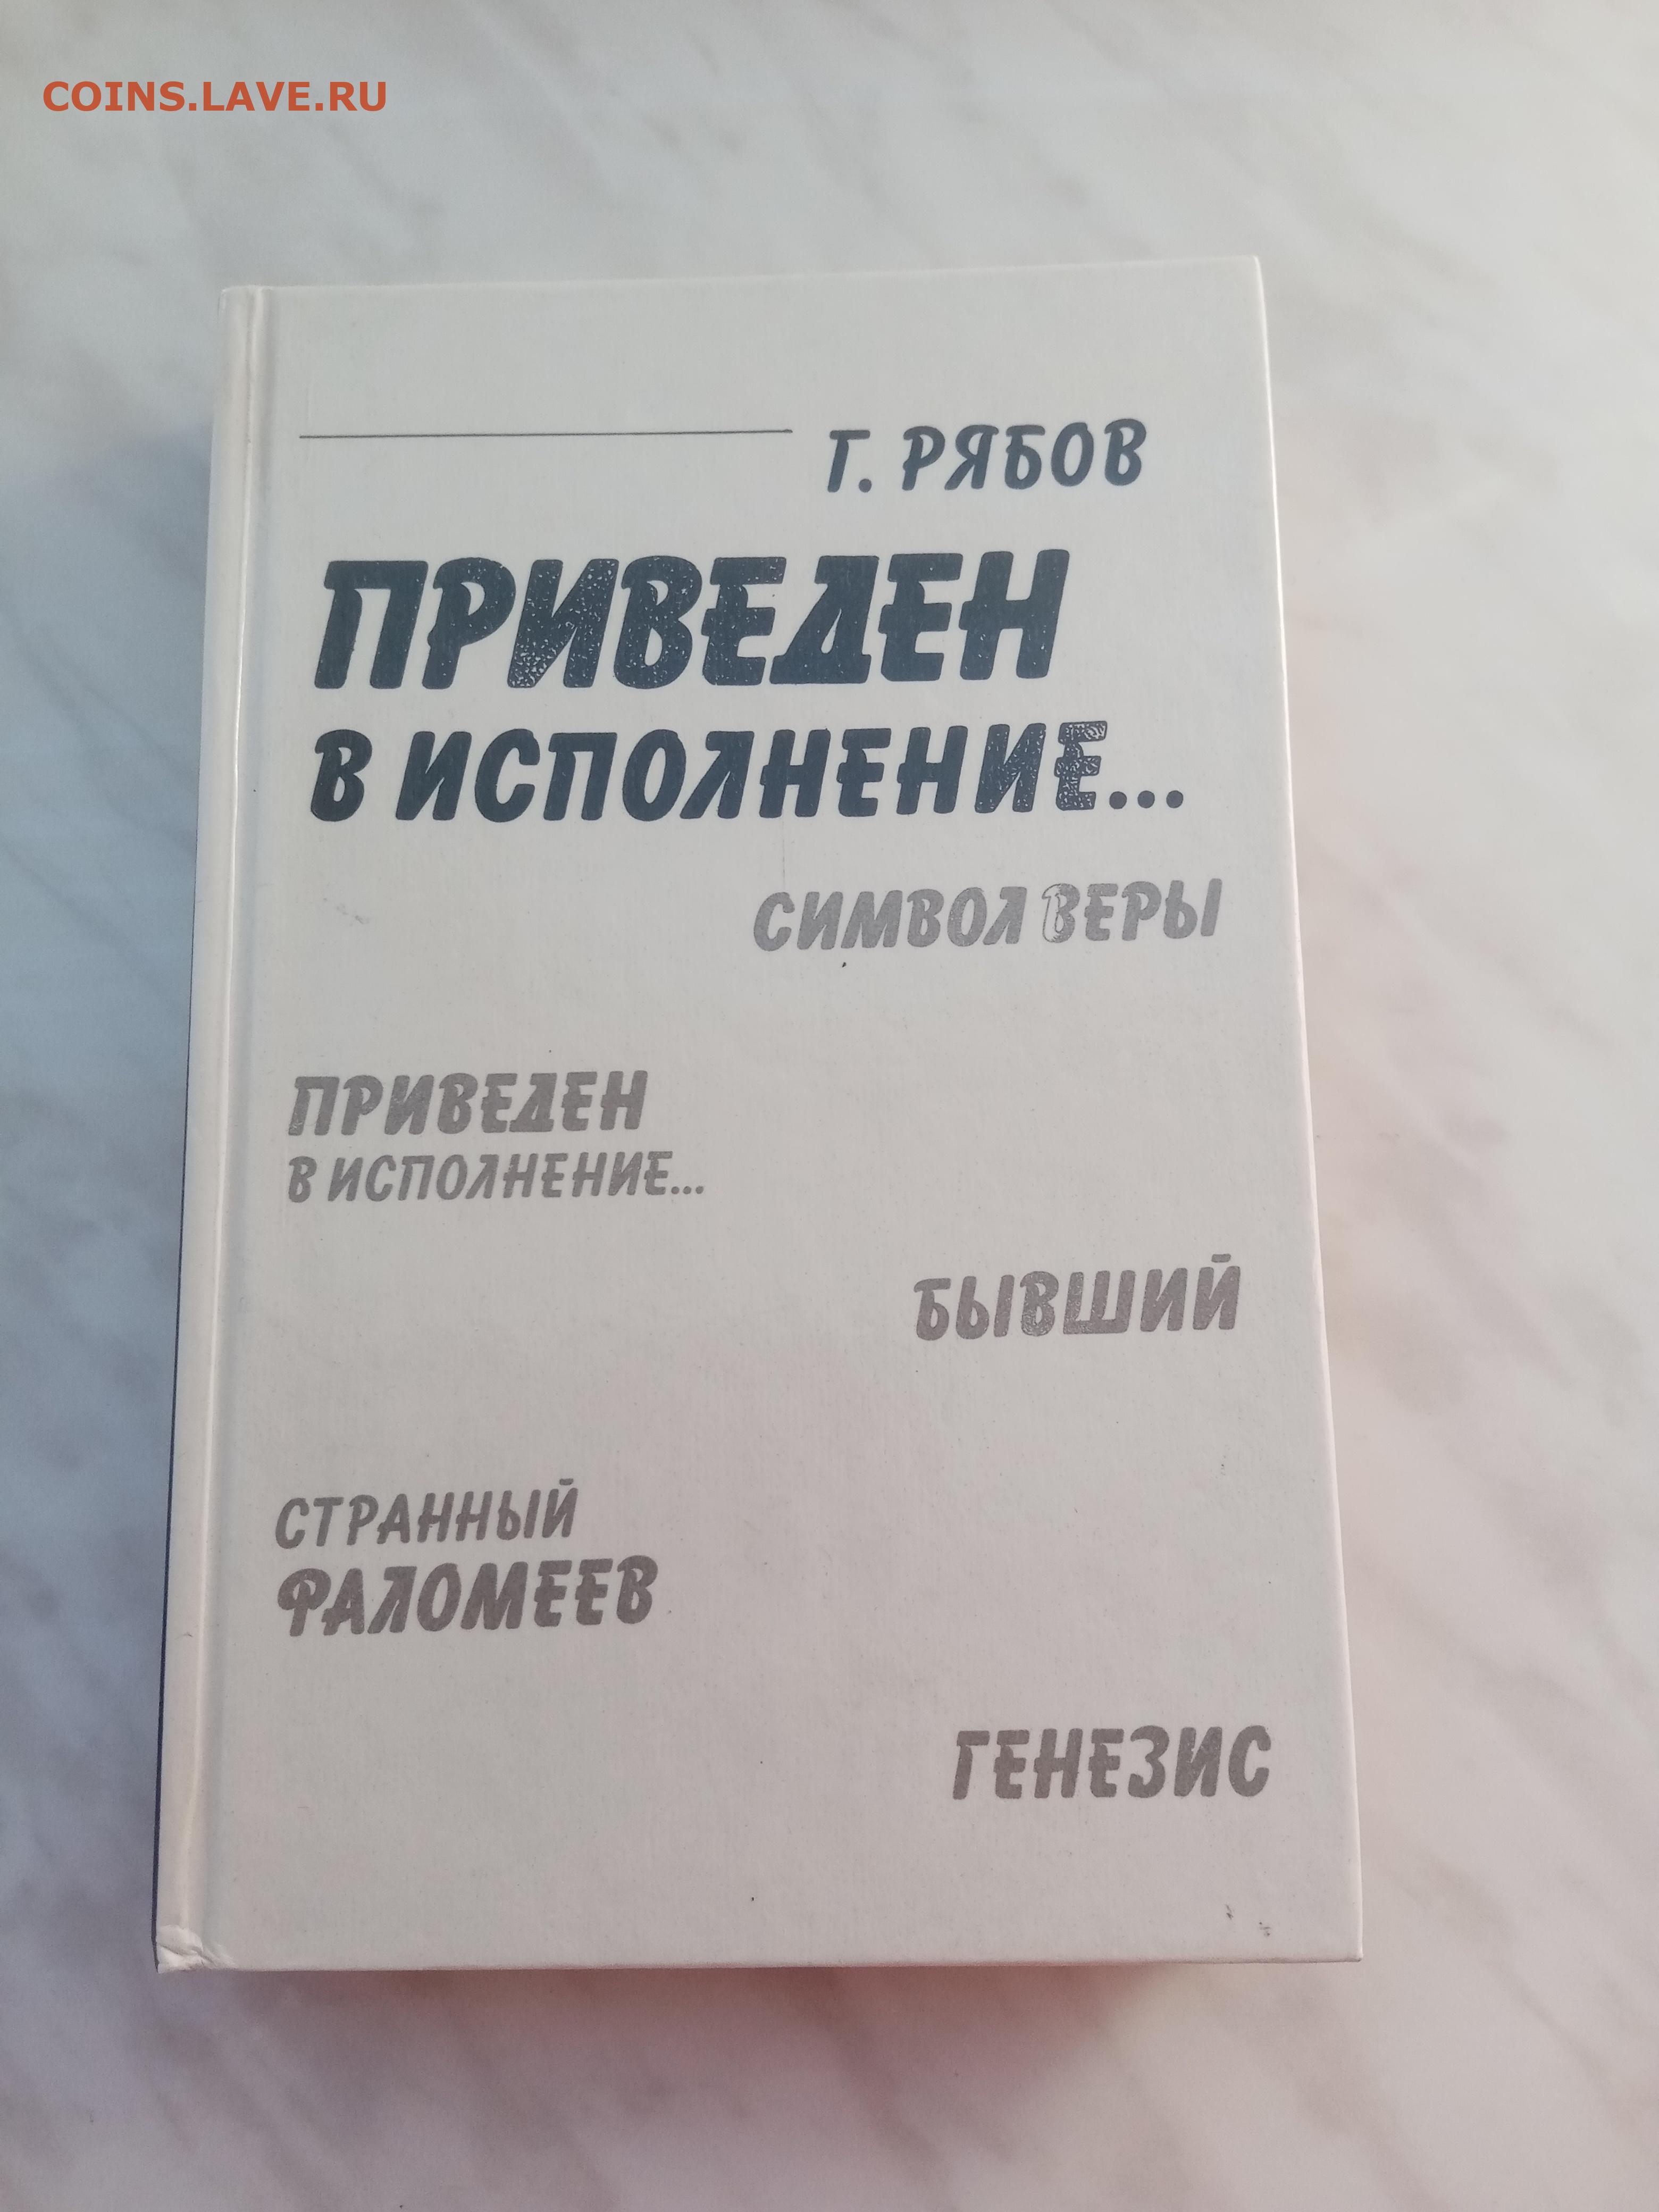 COINS.LAVE.RU
Г. РЯБОВ
ПРИВЕДЕН
В ИСПОЛНЕНИЕ...
СИМВОЛ ВЕРЫ
ПРИВЕДЕН
В ИСПОЛНЕНИЕ...
БЫВШИЙ
СТРАННЫЙ
ФАЛОМЕЕВ
ГЕНЕЗИС